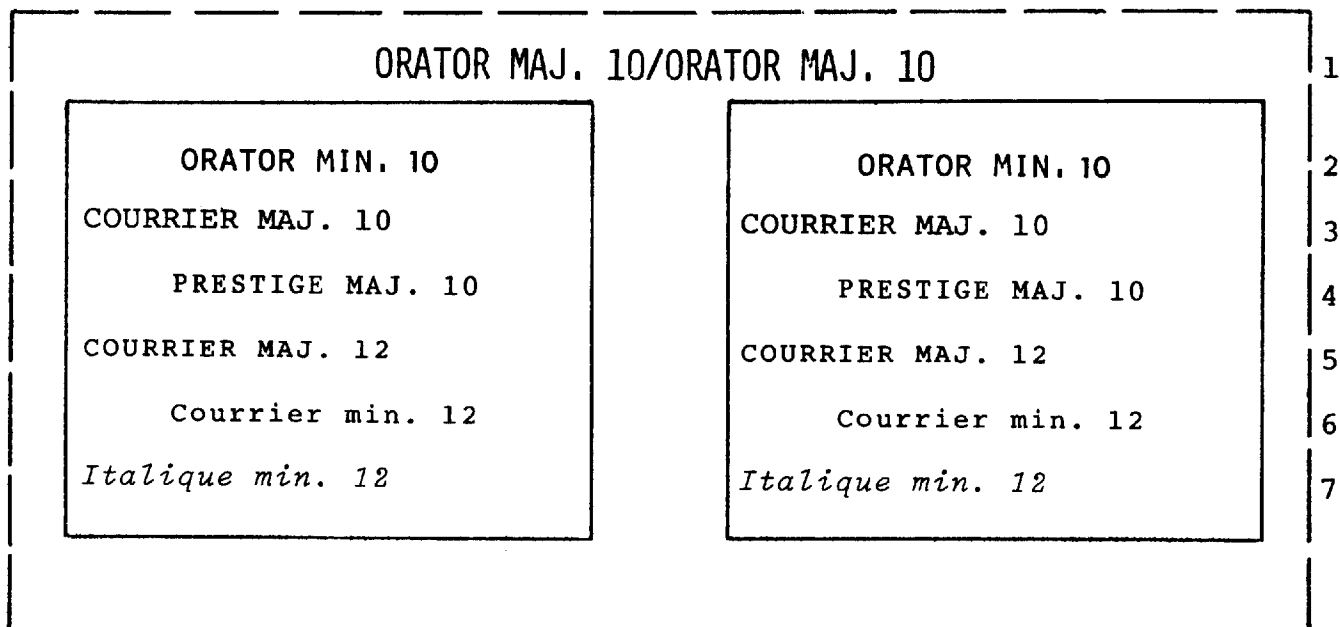 ORATOR MAJ. 10/ORATOR MAJ. 10 1
ORATOR MIN. 10 ORATOR MIN. 10 2
COURRIER MAJ. 10 COURRIER MAJ. 10 3
PRESTIGE MAJ. 10 PRESTIGE MAJ. 10 4
COURRIER MAJ. 12 COURRIER MAJ. 12 5
Courrier min. 12 Courrier min. 12 6
Italique min. 12 Italique min. 12 7